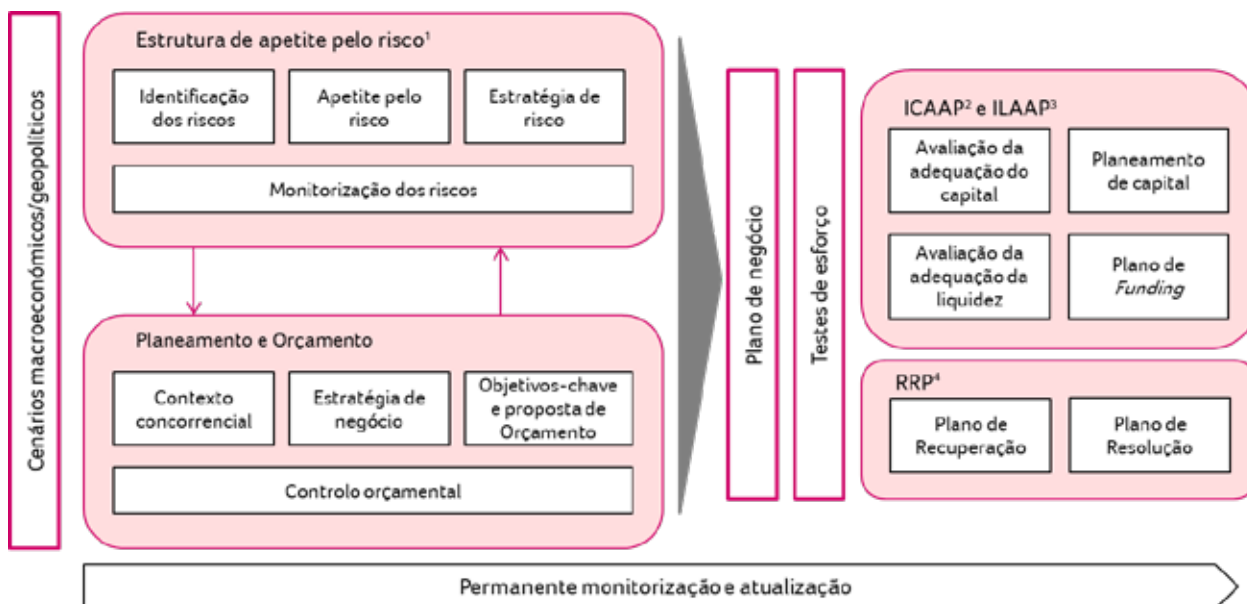 Cenários macroeconómicos/geopolíticos
Estrutura de apetite pelo risco¹
Identificação
dos riscos
Apetite pelo
risco
Estratégia de
risco
Monitorização dos riscos
Planeamento e Orçamento
Contexto
concorrencial
Estratégia de
negócio
Objetivos-chave
e proposta de
Orçamento
Controlo orçamental
Plano de negócio
Testes de esforço
ICAAP² e ILAAP³
Avaliação da
adequação do
capital
Planeamento
de capital
Avaliação da
adequação da
liquidez
Plano de
Funding
RRP⁴
Plano de
Recuperação
Plano de
Resolução
Permanente monitorização e atualização